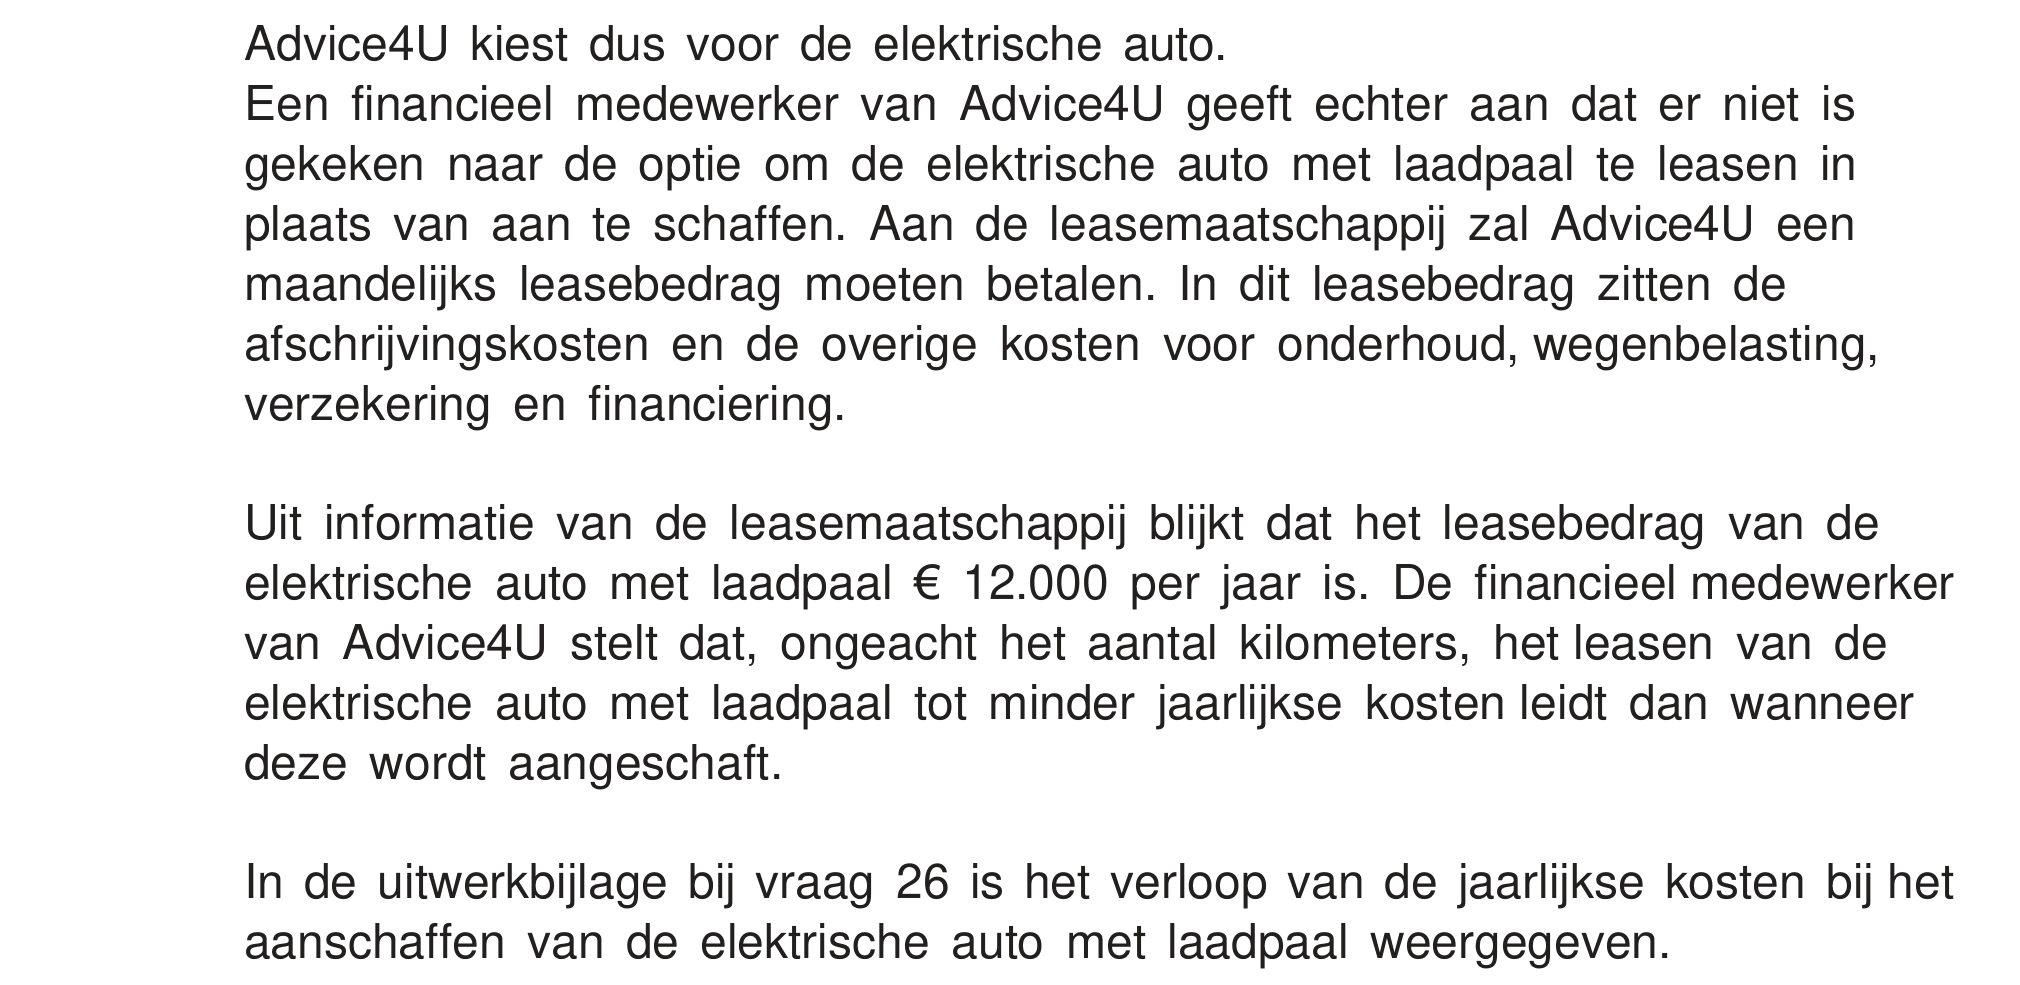 Advice4U kiest dus voor de elektrische auto.
Een financieel medewerker van Advice4U geeft echter aan dat er niet is
gekeken naar de optie om de elektrische auto met laadpaal te leasen in
plaats van aan te schaffen. Aan de leasemaatschappij zal Advice4U een
maandelijks leasebedrag moeten betalen. In dit leasebedrag zitten de
afschrijvingskosten en de overige kosten voor onderhoud, wegenbelasting,
verzekering en financiering.

Uit informatie van de leasemaatschappij blijkt dat het leasebedrag van de
elektrische auto met laadpaal € 12.000 per jaar is. De financieel medewerker
van Advice4U stelt dat, ongeacht het aantal kilometers, het leasen van de
elektrische auto met laadpaal tot minder jaarlijkse kosten leidt dan wanneer
deze wordt aangeschaft.

In de uitwerkbijlage bij vraag 26 is het verloop van de jaarlijkse kosten bij het
aanschaffen van de elektrische auto met laadpaal weergegeven.